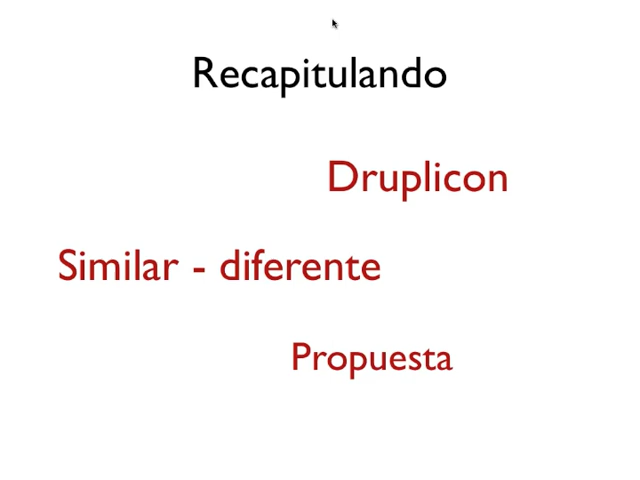 Recapitulando
Druplicon
Similar - diferente
Propuesta